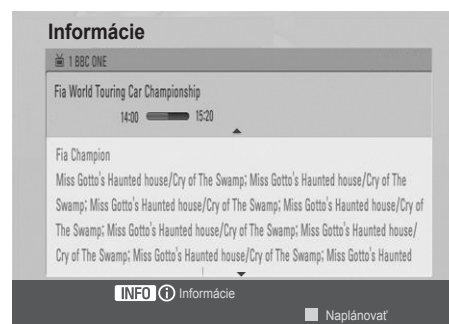 Informácie
1 BBC ONE
Fia World Touring Car Championship
14:00 15:20
Fia Champion
Miss Gotto's Haunted house/Cry of The Swamp; Miss Gotto's Haunted house/Cry of The
Swamp; Miss Gotto's Haunted house/Cry of The Swamp; Miss Gotto's Haunted house/Cry of
The Swamp; Miss Gotto's Haunted house/Cry of The Swamp; Miss Gotto's Haunted house/
Cry of The Swamp; Miss Gotto's Haunted house/Cry of The Swamp; Miss Gotto's Haunted
INFO i Informácie
Naplánovať